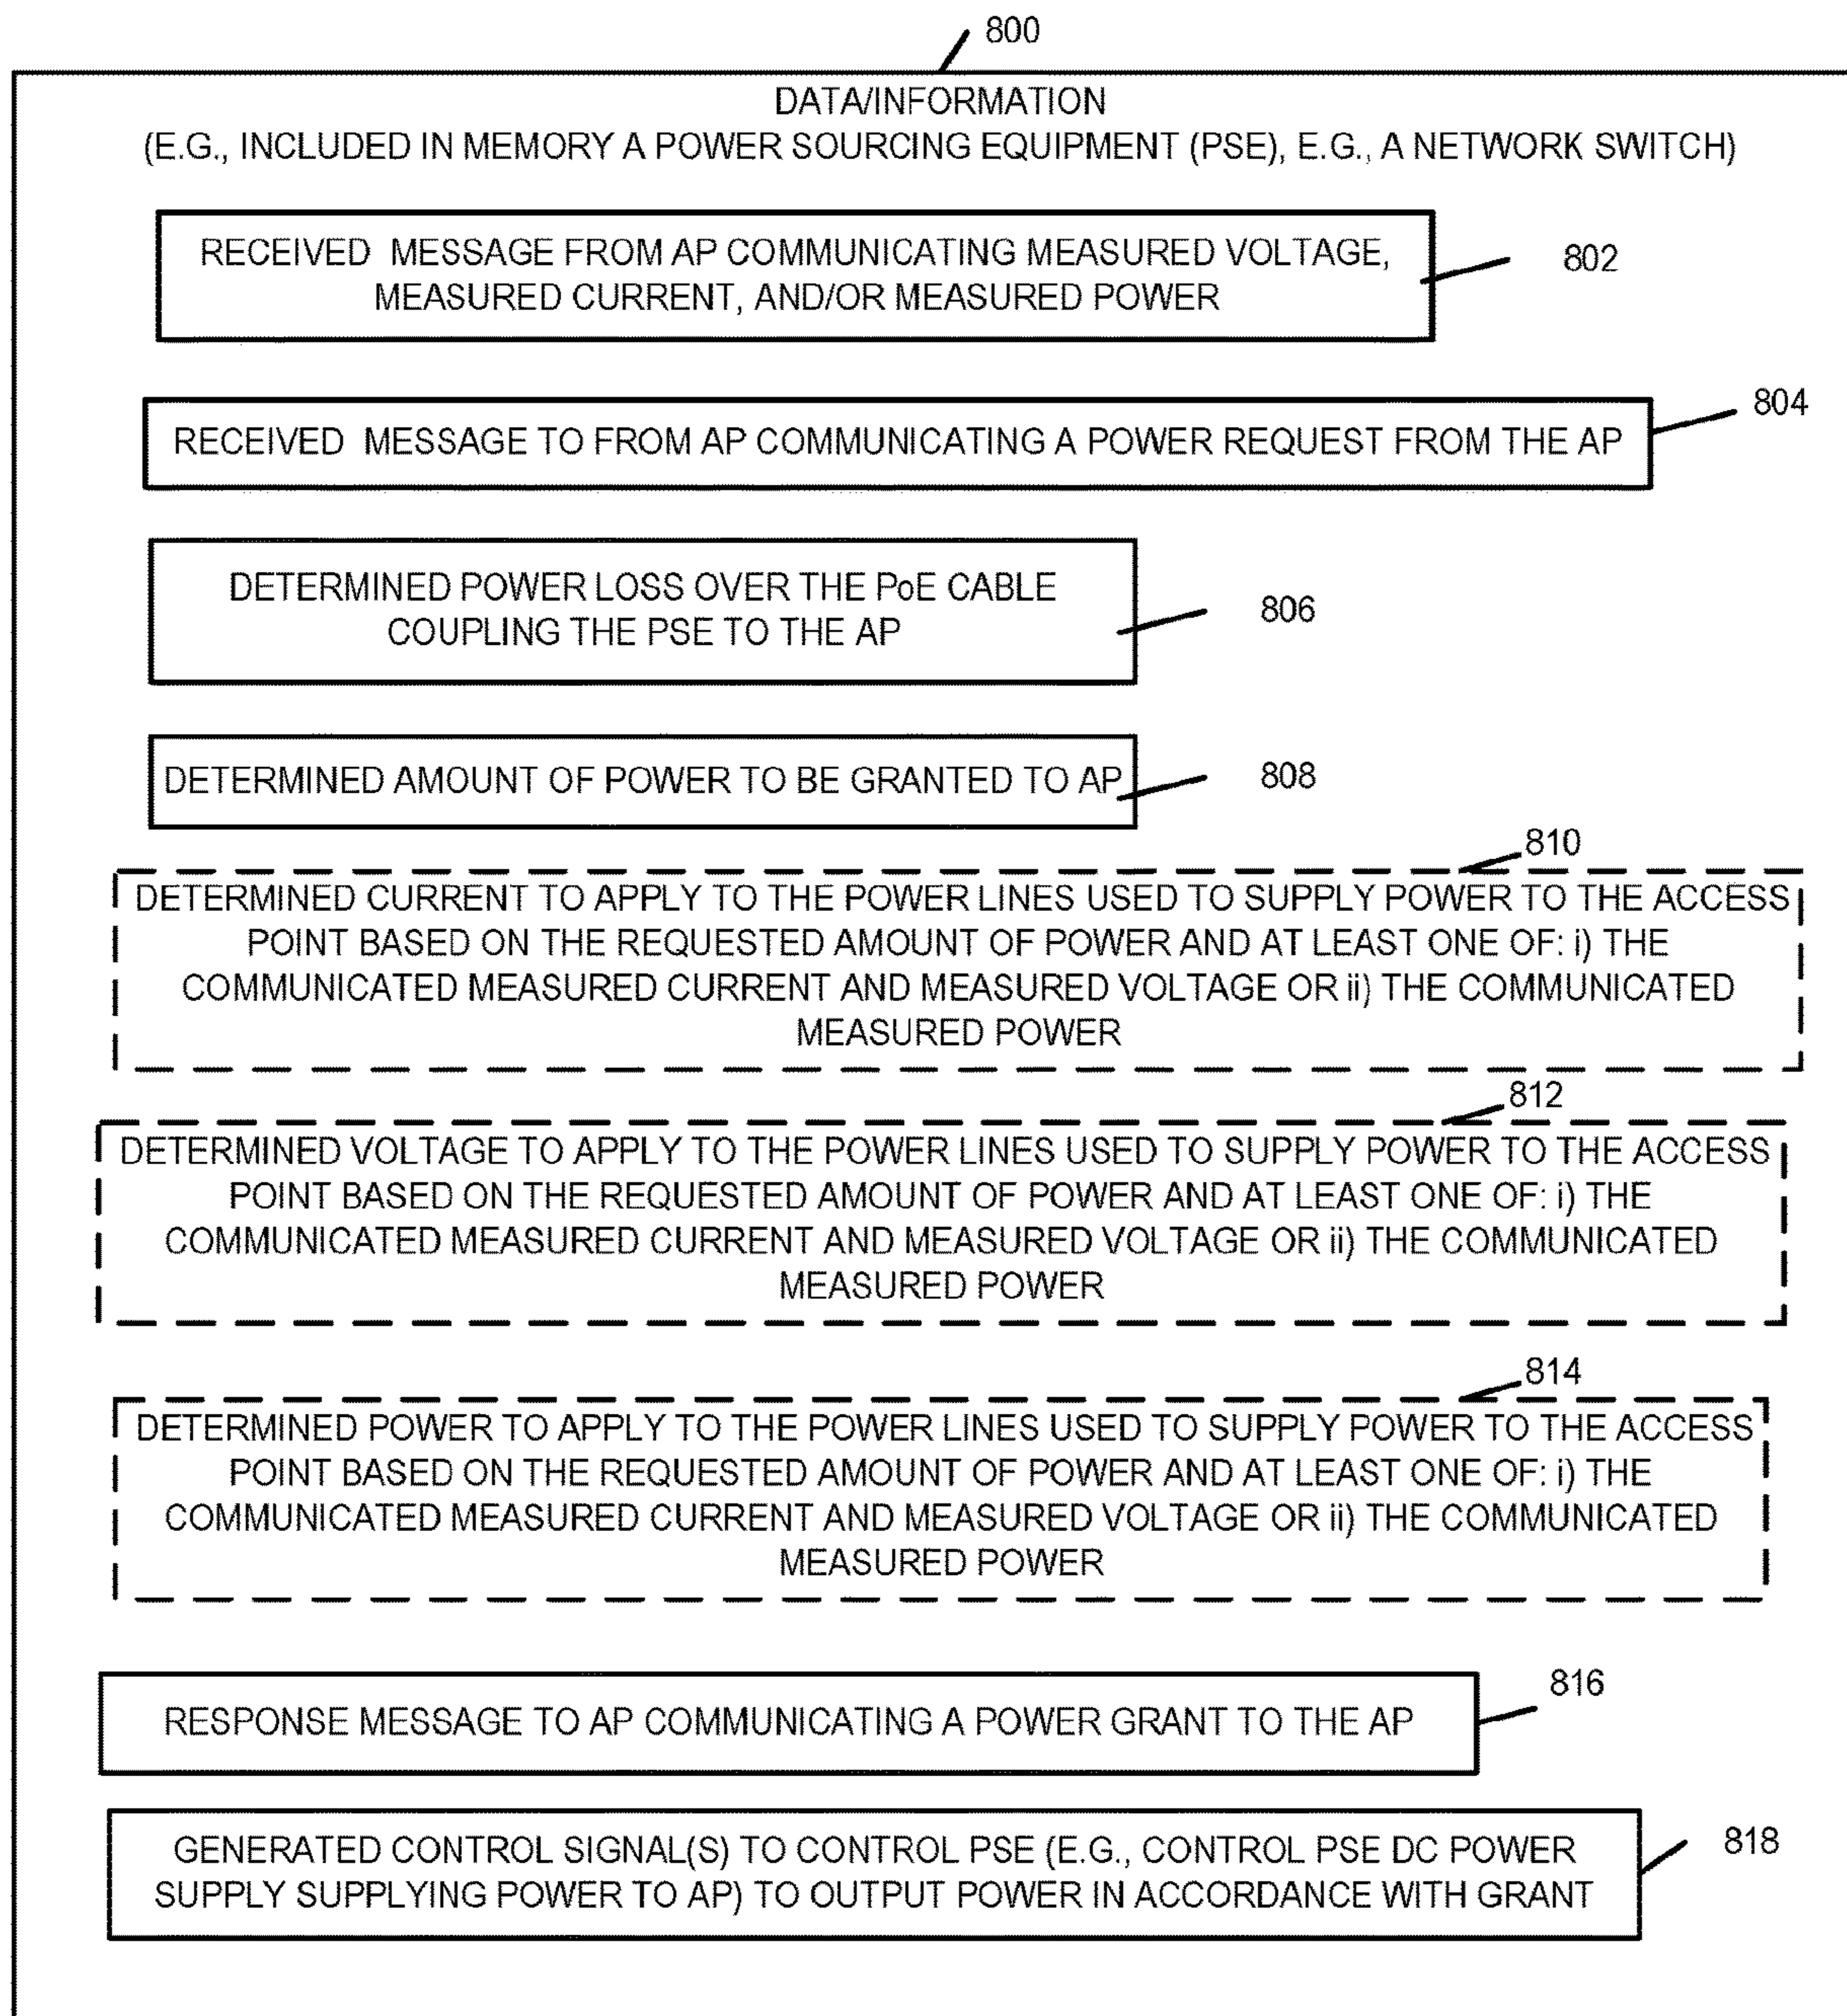 800
DATA/INFORMATION
(E.G., INCLUDED IN MEMORY A POWER SOURCING EQUIPMENT (PSE), E.G., A NETWORK SWITCH)
RECEIVED MESSAGE FROM AP COMMUNICATING MEASURED VOLTAGE,
MEASURED CURRENT, AND/OR MEASURED POWER
802
804
RECEIVED MESSAGE TO FROM AP COMMUNICATING A POWER REQUEST FROM THE AP
DETERMINED POWER LOSS OVER THE PoE CABLE
COUPLING THE PSE TO THE AP
806
DETERMINED AMOUNT OF POWER TO BE GRANTED TO AP
808
810
DETERMINED CURRENT TO APPLY TO THE POWER LINES USED TO SUPPLY POWER TO THE ACCESS
POINT BASED ON THE REQUESTED AMOUNT OF POWER AND AT LEAST ONE OF: i) THE
COMMUNICATED MEASURED CURRENT AND MEASURED VOLTAGE OR ii) THE COMMUNICATED
MEASURED POWER
812
DETERMINED VOLTAGE TO APPLY TO THE POWER LINES USED TO SUPPLY POWER TO THE ACCESS
POINT BASED ON THE REQUESTED AMOUNT OF POWER AND AT LEAST ONE OF: i) THE
COMMUNICATED MEASURED CURRENT AND MEASURED VOLTAGE OR ii) THE COMMUNICATED
MEASURED POWER
814
DETERMINED POWER TO APPLY TO THE POWER LINES USED TO SUPPLY POWER TO THE ACCESS
POINT BASED ON THE REQUESTED AMOUNT OF POWER AND AT LEAST ONE OF: i) THE
COMMUNICATED MEASURED CURRENT AND MEASURED VOLTAGE OR ii) THE COMMUNICATED
MEASURED POWER
816
RESPONSE MESSAGE TO AP COMMUNICATING A POWER GRANT TO THE AP
GENERATED CONTROL SIGNAL(S) TO CONTROL PSE (E.G., CONTROL PSE DC POWER
SUPPLY SUPPLYING POWER TO AP) TO OUTPUT POWER IN ACCORDANCE WITH GRANT
818